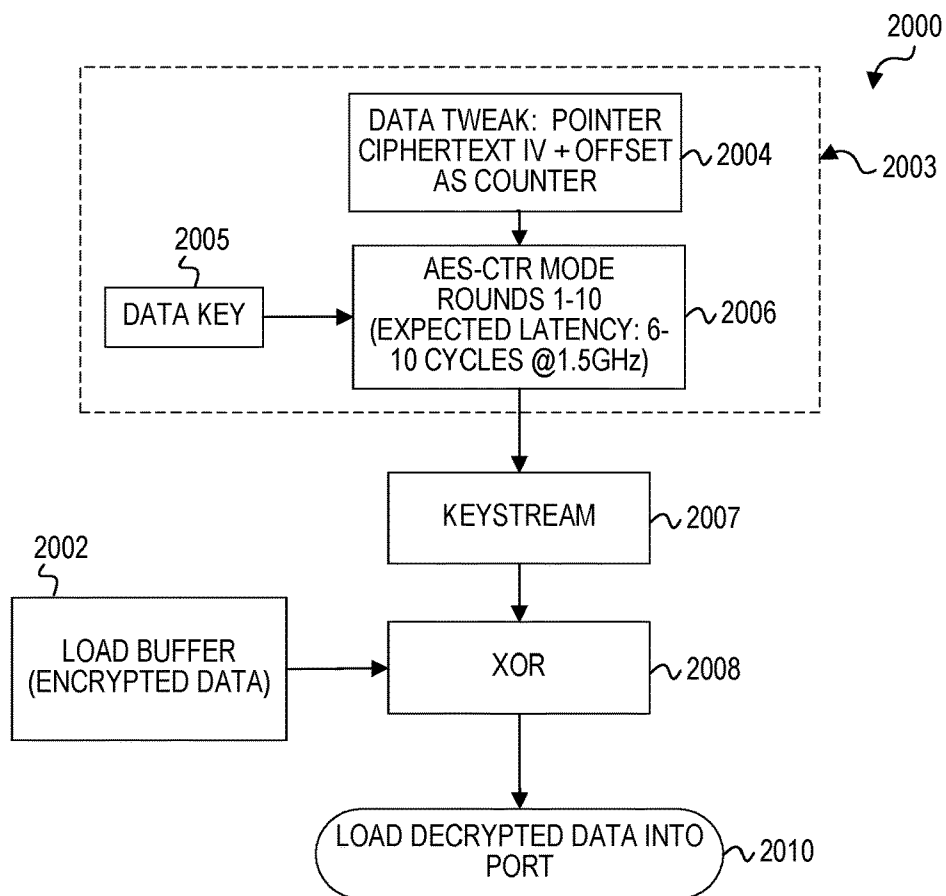 2000
DATA TWEAK: POINTER
CIPHERTEXT IV + OFFSET
AS COUNTER
2004
2003
2005
DATA KEY
AES-CTR MODE
ROUNDS 1-10
(EXPECTED LATENCY: 6-
10 CYCLES @1.5GHz)
2006
KEYSTREAM
2007
2002
LOAD BUFFER
(ENCRYPTED DATA)
XOR
2008
LOAD DECRYPTED DATA INTO
PORT
2010